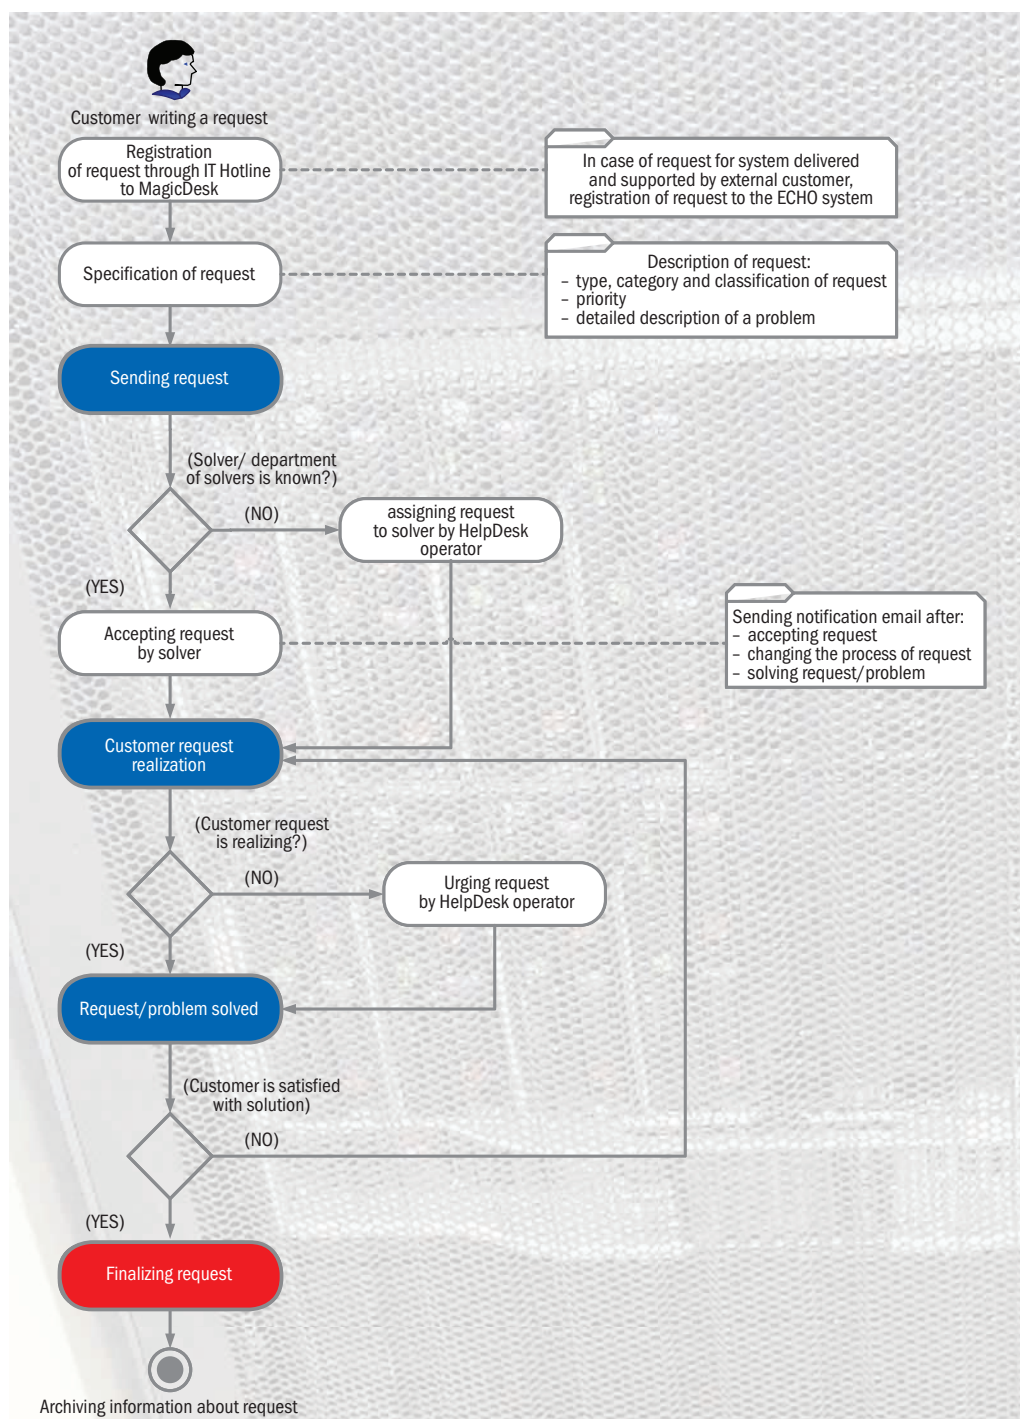 Customer writing a request
Registration
of request through IT Hotline
to MagicDesk
In case of request for system delivered
and supported by external customer,
registration of request to the ECHO system
Specification of request
Description of request:
– type, category and classification of request
– priority
– detailed description of a problem
Sending request
(Solver/ department
of solvers is known?)
(NO)
assigning request
to solver by HelpDesk
operator
(YES)
Accepting request
by solver
Sending notification email after:
– accepting request
– changing the process of request
– solving request/problem
Customer request
realization
(Customer request
is realizing?)
(NO)
Urging request
by HelpDesk operator
(YES)
Request/problem solved
(Customer is satisfied
with solution)
(NO)
(YES)
Finalizing request
Archiving information about request